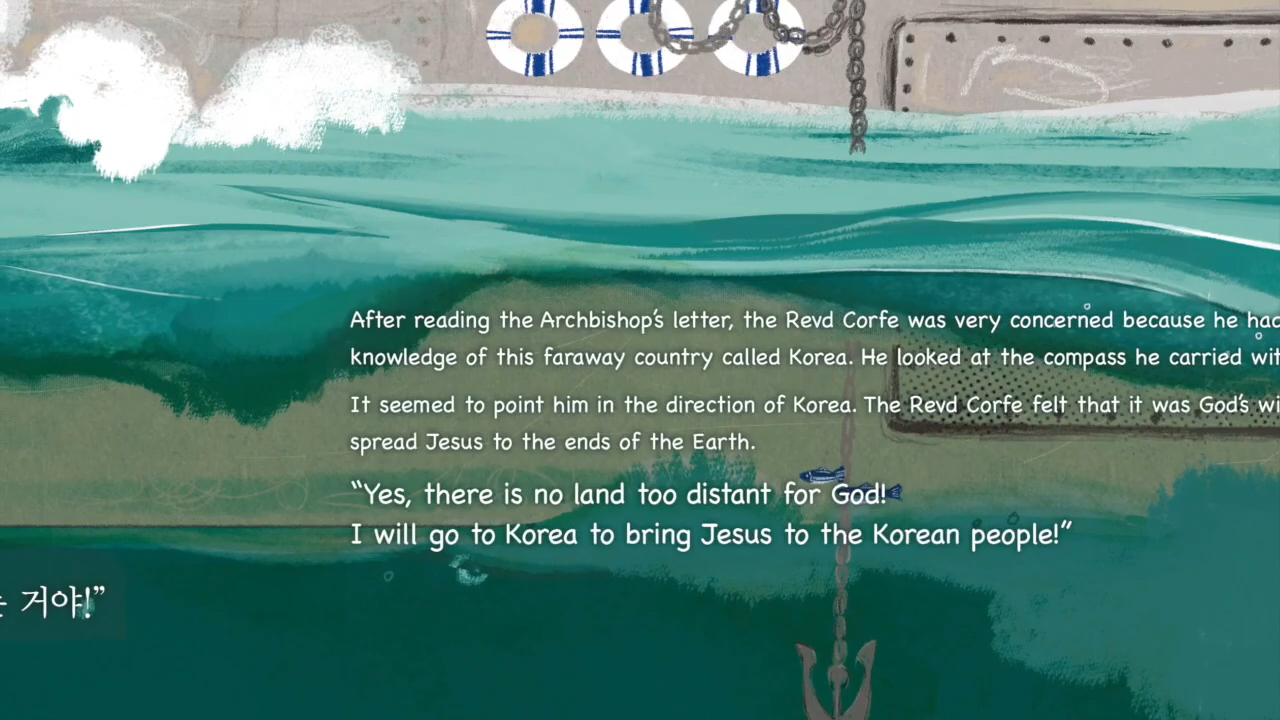 After reading the Archbishop's letter, the Revd Corfe was very concerned because he had
knowledge of this faraway country called Korea. He looked at the compass he carried
It seemed to point him in the direction of Korea. The Revd Corfe felt that it was God's
spread Jesus to the ends of the Earth.
“Yes, there is no land too distant for God!
I will go to Korea to bring Jesus to the Korean people!”
거야!”